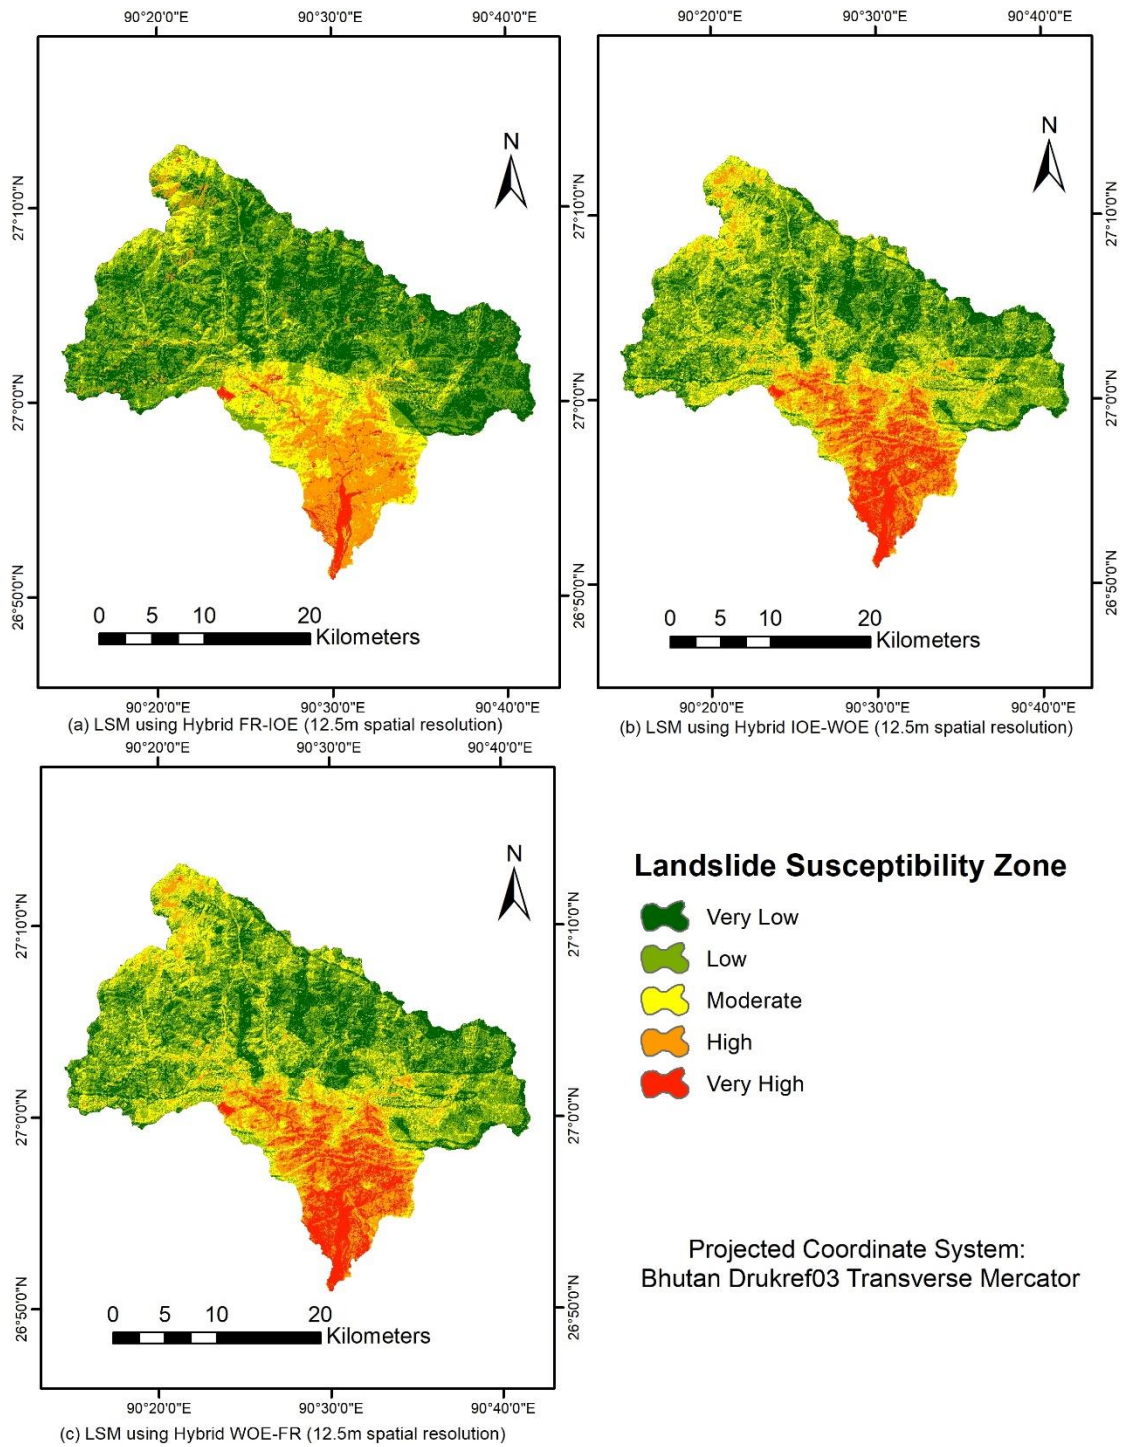 90°20'0"E 90°30'0"E 90°40'0"E
90°20'0"E 90°30'0"E 90°40'0"E
N
N
27°10'0"N
27°10'0"N
27°0'0"N
27°0'0"N
26°50'0"N
26°50'0"N
0 5 10 20
Kilometers
0 5 10 20
Kilometers
90°20'0"E 90°30'0"E 90°40'0"E
90°20'0"E 90°30'0"E 90°40'0"E
(a) LSM using Hybrid FR-IOE (12.5m spatial resolution)
(b) LSM using Hybrid IOE-WOE (12.5m spatial resolution)
90°20'0"E 90°30'0"E 90°40'0"E
N
27°10'0"N
27°10'0"N
27°0'0"N
27°0'0"N
26°50'0"N
26°50'0"N
0 5 10 20
Kilometers
90°20'0"E 90°30'0"E 90°40'0"E
(c) LSM using Hybrid WOE-FR (12.5m spatial resolution)
Landslide Susceptibility Zone
Very Low
Low
Moderate
High
Very High
Projected Coordinate System:
Bhutan Drukref03 Transverse Mercator